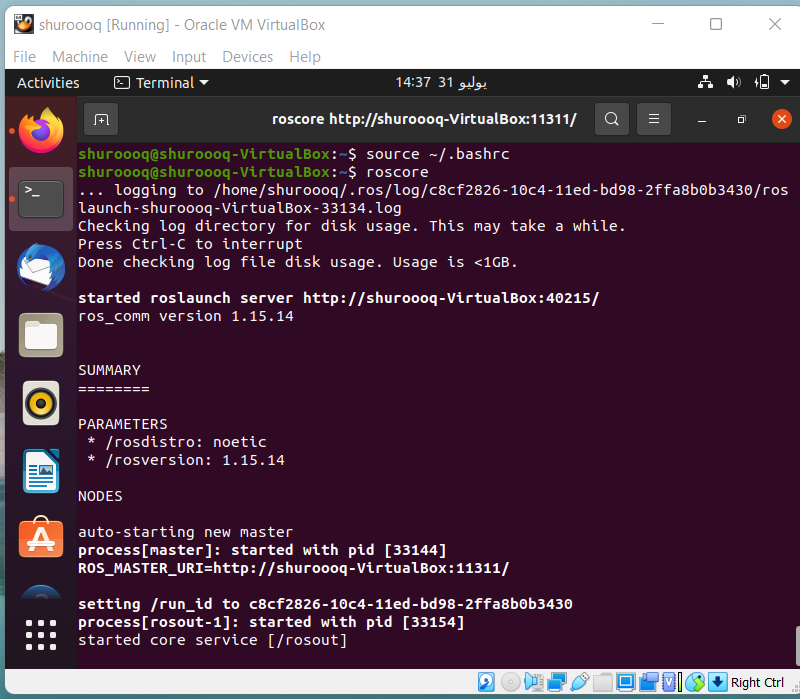 shuroooq [Running] - Oracle VM VirtualBox
File Machine View Input Devices Help
Activities Terminal 14:37 31 يوليو
roscore http://shuroooq-VirtualBox:11311/
shuroooq@shuroooq-VirtualBox:~$ source ~/.bashrc
shuroooq@shuroooq-VirtualBox:~$ roscore
... logging to /home/shuroooq/.ros/log/c8cf2826-10c4-11ed-bd98-2ffa8b0b3430/ros
launch-shuroooq-VirtualBox-33134.log
Checking log directory for disk usage. This may take a while.
Press Ctrl-C to interrupt
Done checking log file disk usage. Usage is <1GB.
started roslaunch server http://shuroooq-VirtualBox:40215/
ros_comm version 1.15.14
SUMMARY
========
PARAMETERS
* /rosdistro: noetic
* /rosversion: 1.15.14
NODES
auto-starting new master
process[master]: started with pid [33144]
ROS_MASTER_URI=http://shuroooq-VirtualBox:11311/
setting /run_id to c8cf2826-10c4-11ed-bd98-2ffa8b0b3430
process[rosout-1]: started with pid [33154]
started core service [/rosout]
Right Ctrl